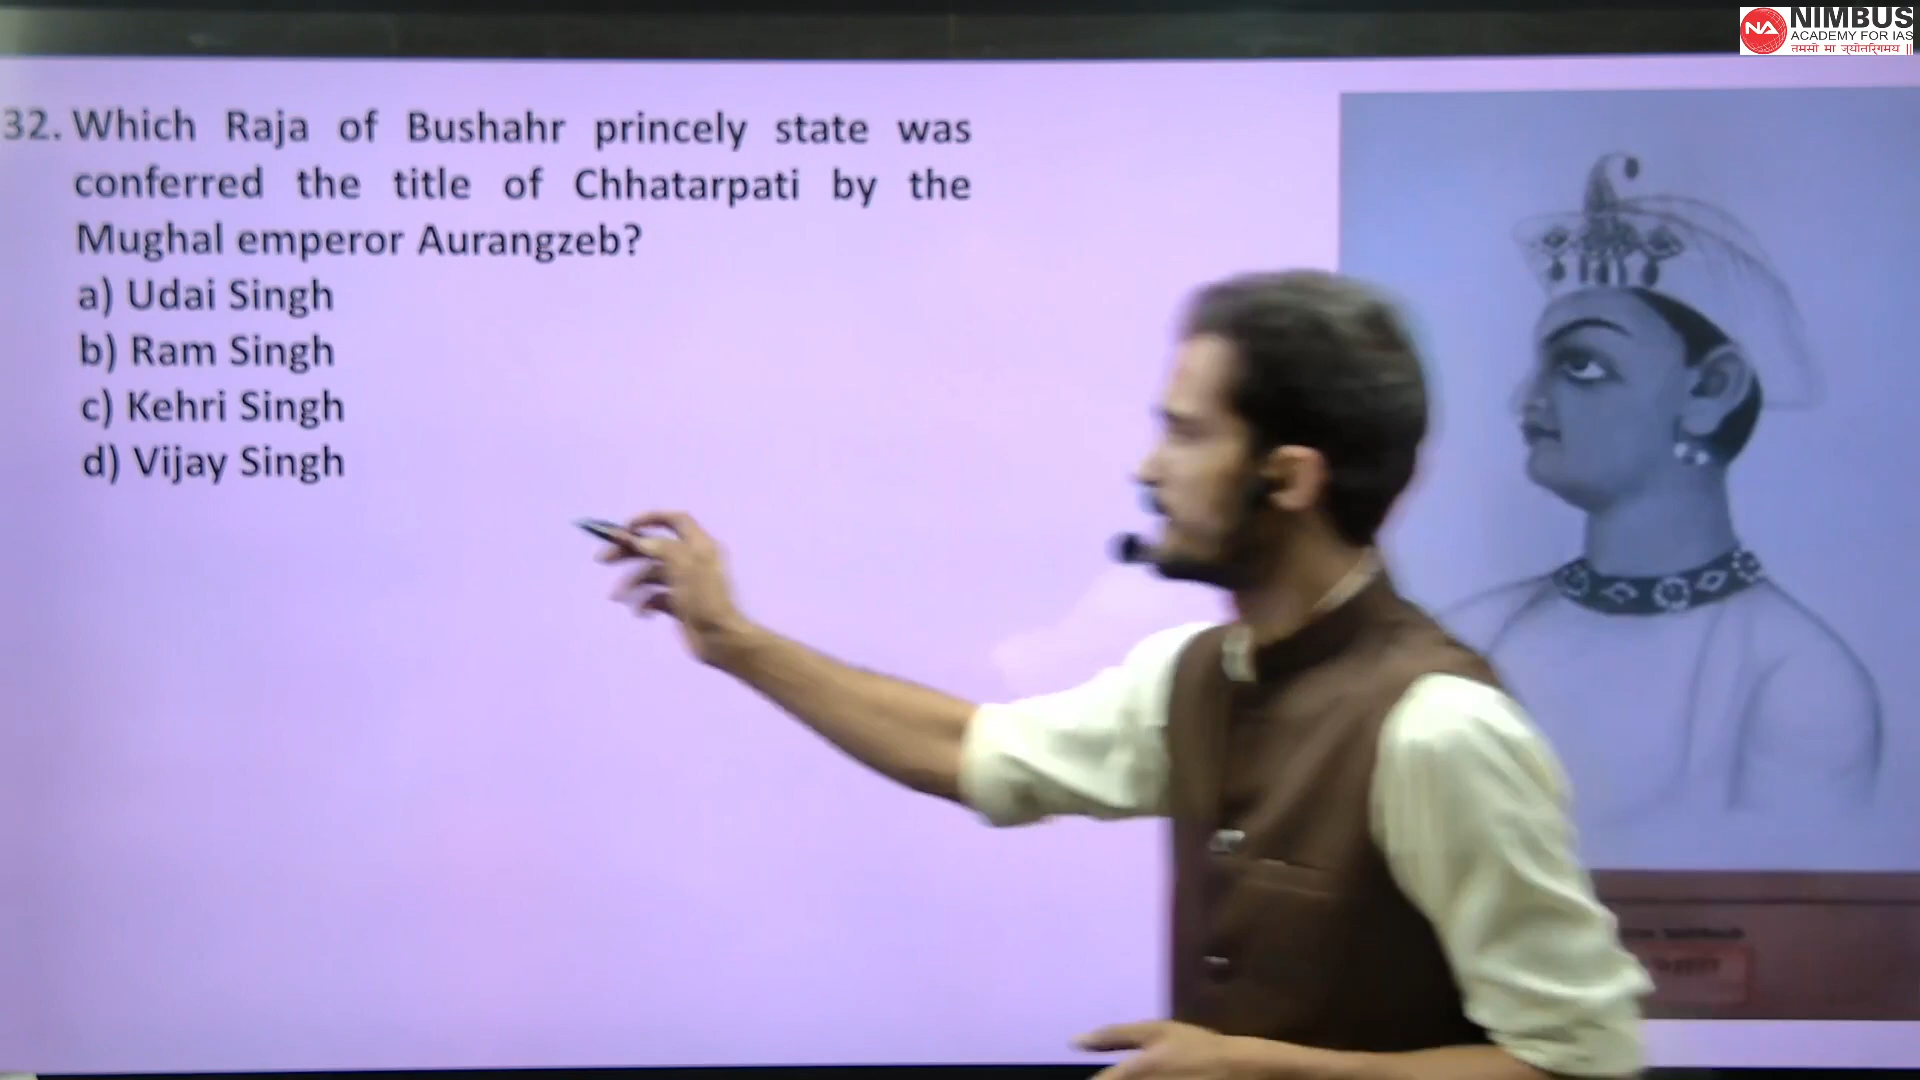 NIMBUS
ACADEMY FOR IAS
तमसो मा ज्योतिर्गमय ||
NA
32. Which Raja of Bushahr princely state was
conferred the title of Chhatarpati by the
Mughal emperor Aurangzeb?
a) Udai Singh
b) Ram Singh
c) Kehri Singh
d) Vijay Singh